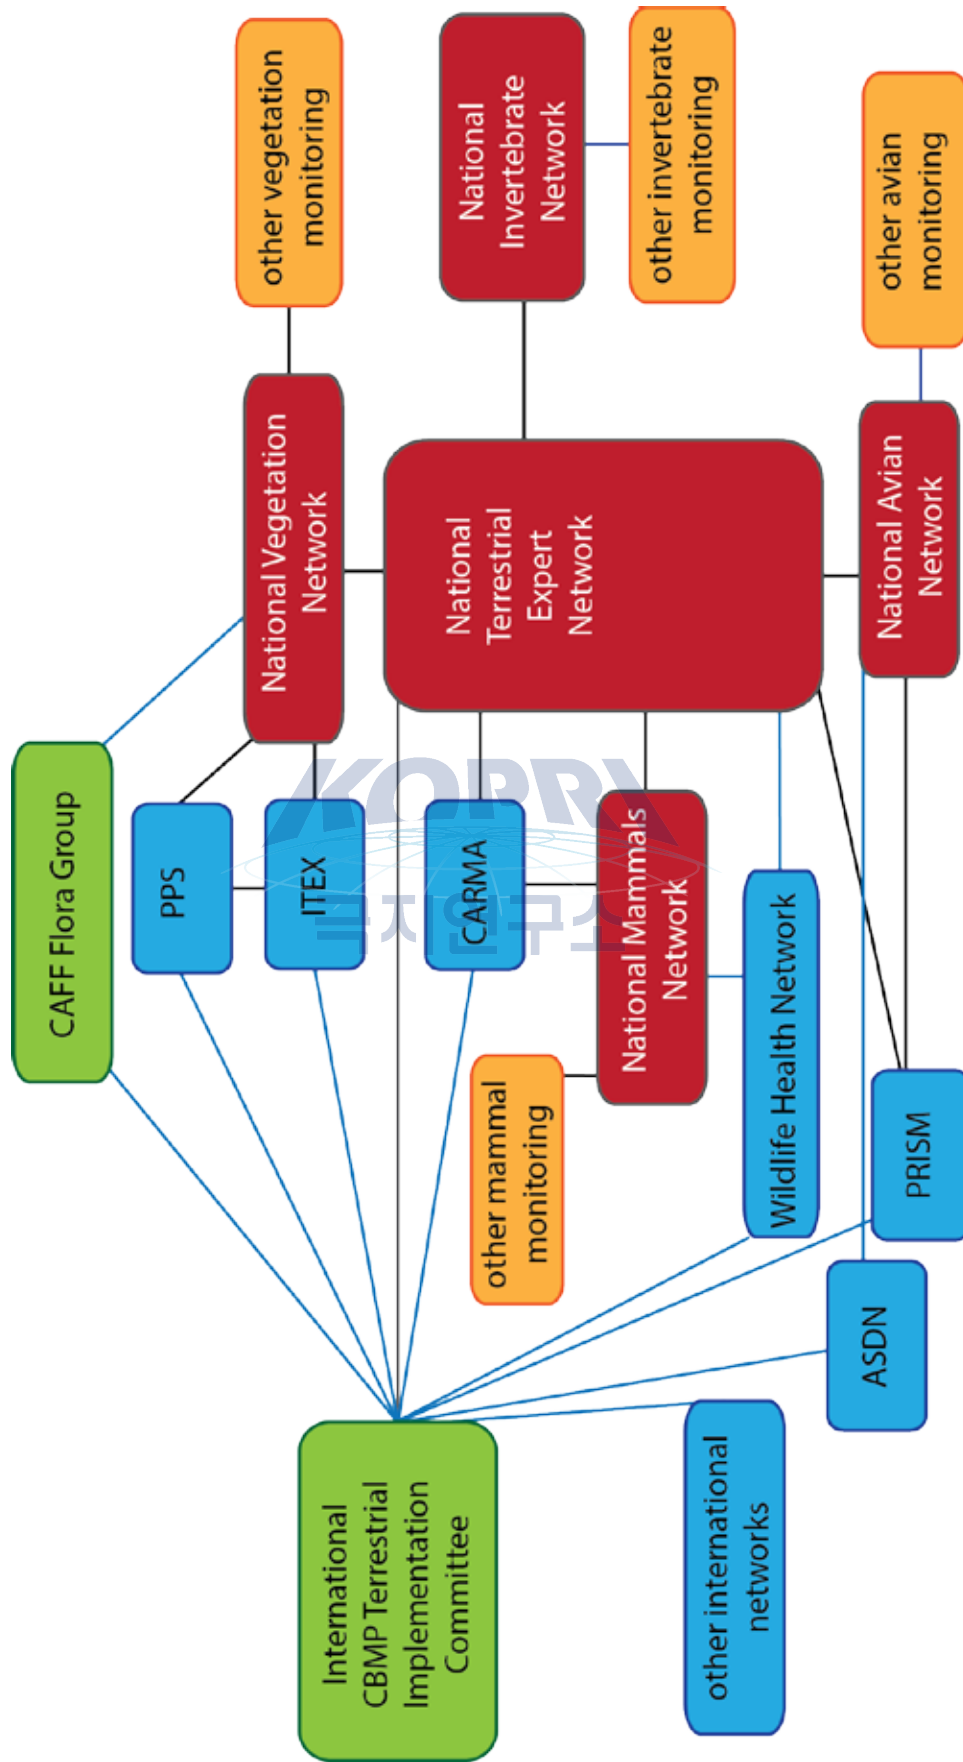 CAFF Flora Group
PPS
ITEX
National Vegetation
Network
other vegetation
monitoring
International
CBMP Terrestrial
Implementation
Committee
CARMA
National
Terrestrial
Expert
Network
National
Invertebrate
Network
other invertebrate
monitoring
other mammal
monitoring
National Mammals
Network
Wildlife Health Network
other international
networks
ASDN
PRISM
National Avian
Network
other avian
monitoring
KOPRI
극지연구소